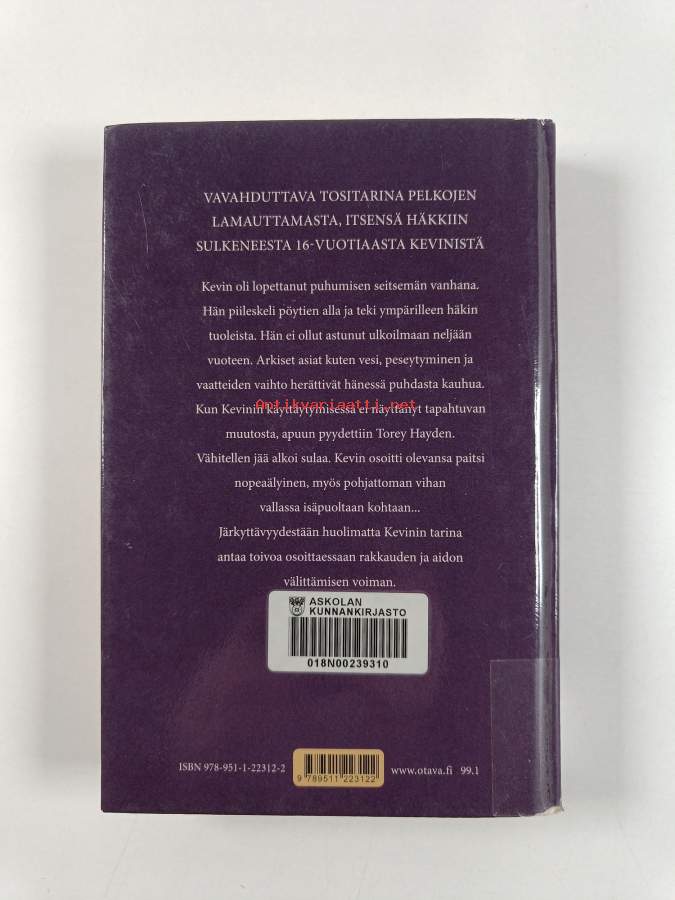 VAVAHDUTTAVA TOSITARINA PELKOJEN
LAMAUTTAMASTA, ITSENSÄ HÄKKIIN
SULKENEESTA 16-VUOTIAASTA KEVINISTÄ
Kevin oli lopettanut puhumisen seitsemän vanhana.
Hän piileskeli pöytien alla ja teki ympärilleen häkin
tuoleista. Hän ei ollut astunut ulkoilmaan neljään
vuoteen. Arkiset asiat kuten vesi, peseytyminen ja
vaatteiden vaihto herättivät hänessä puhdasta kauhua.
Antikvariaatti.net
Kun Kevinin käyttäytymisessä ei näyttänyt tapahtuvan
muutosta, apuun pyydettiin Torey Hayden.
Vähitellen jää alkoi sulaa. Kevin osoitti olevansa paitsi
nopeaälyinen, myös pohjattoman vihan
vallassa isäpuoltaan kohtaan...
Järkyttävyydestään huolimatta Kevinin tarina
antaa toivoa osoittaessaan rakkauden ja aidon
välittämisen voiman.
ASKOLAN
KUNNANKIRJASTO
018N00239310
ISBN 978-951-1-22312-2
9 789511 223122
www.otava.fi 99.1